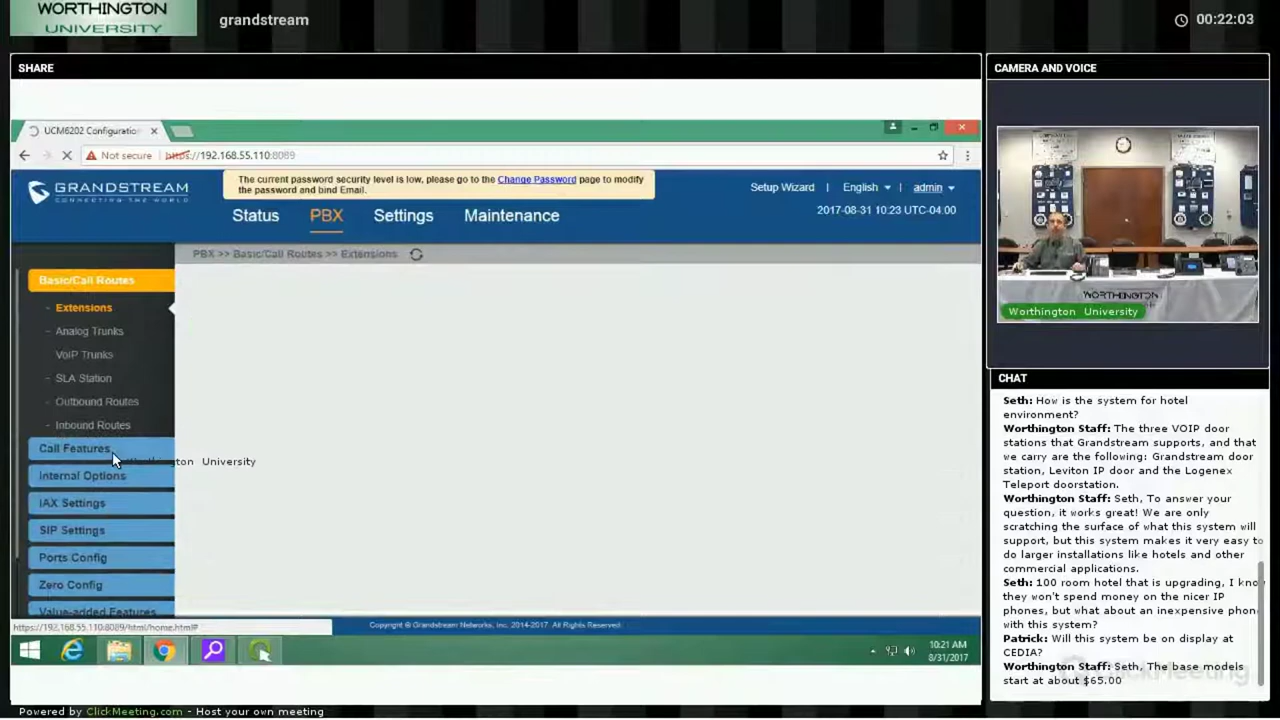 WORTHINGTON
UNIVERSITY
grandstream
00:22:03
SHARE
UCM6202 Configuration
Not secure https://192.168.55.110:8089
GRANDSTREAM
CONNECTING THE WORLD
The current password security level is low, please go to the Change Password page to modify
the password and bind Email.
Setup Wizard | English | admin
2017-08-31 10:23 UTC-04:00
Status PBX Settings Maintenance
PBX >> Basic/Call Routes >> Extensions
Basic/Call Routes
- Extensions
- Analog Trunks
- VoIP Trunks
- SLA Station
- Outbound Routes
- Inbound Routes
Call Features
University
Internal Options
IAX Settings
SIP Settings
Ports Config
Zero Config
Value-added Features
https://192.168.55.110:8089/html/home.html#
Copyright © Grandstream Networks, Inc. 2014-2017. All Rights Reserved.
10:21 AM
8/31/2017
CAMERA AND VOICE
WORTHINGTON
Worthington University
CHAT
Seth: How is the system for hotel
environment?
Worthington Staff: The three VOIP door
stations that Grandstream supports, and that
we carry are the following: Grandstream door
station, Leviton IP door and the Logenex
Teleport doorstation.
Worthington Staff: Seth, To answer your
question, it works great! We are only
scratching the surface of what this system will
support, but this system makes it very easy to
do larger installations like hotels and other
commercial applications.
Seth: 100 room hotel that is upgrading, I know
they won't spend money on the nicer IP
phones, but what about an inexpensive phone
with this system?
Patrick: Will this system be on display at
CEDIA?
Worthington Staff: Seth, The base models
start at about $65.00
ClickMeeting
Powered by ClickMeeting.com - Host your own meeting